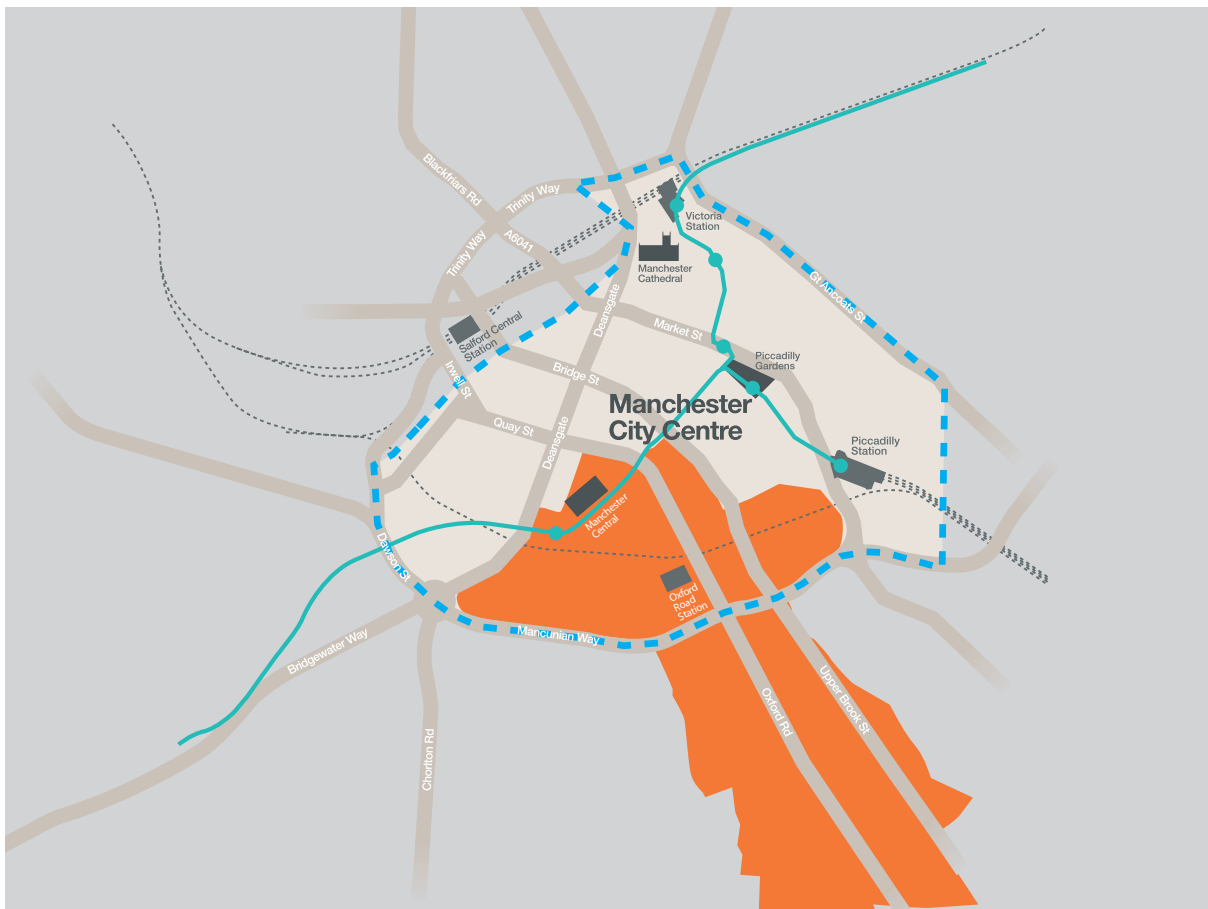 Blackfriars Rd
Trinity Way
Trinity Way
A6041
Victoria
Station
Manchester
Cathedral
Gt Ancoats St
Deansgate
Market St
Salford Central
Station
Piccadilly
Gardens
Irwell St
Bridge St
Manchester
City Centre
Quay St
Deansgate
Piccadilly
Station
Manchester
Central
Dawson St
Oxford
Road
Station
Mancunian Way
Bridgewater Way
Oxford Rd
Upper Brook St
Chorlton Rd